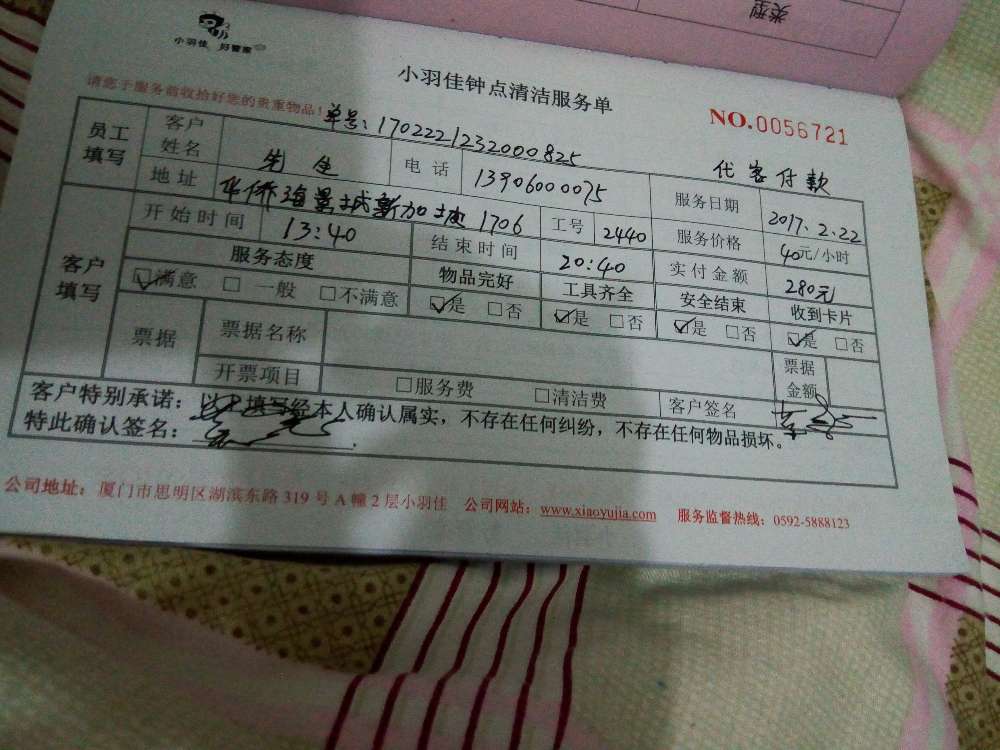 类型
小羽佳 好管家
小羽佳钟点清洁服务单
请您于服务前收拾好您的贵重物品!
单号:1702221232000825
NO.0056721
代客付款
员工填写 客户姓名 先生 电话 13906000075 服务日期 2017.2.22
地址 华侨海景城新加坡1706 工号 2440 服务价格 40元/小时
客户填写 开始时间 13:40 结束时间 20:40 实付金额 280元
服务态度 物品完好 工具齐全 安全结束 收到卡片
☑满意 □一般 □不满意 ☑是 □否 ☑是 □否 ☑是 □否 ☑是 □否
票据 票据名称 票据金额
开票项目 □服务费 □清洁费 客户签名
客户特别承诺:以上填写经本人确认属实,不存在任何纠纷,不存在任何物品损坏。
特此确认签名:
公司地址:厦门市思明区湖滨东路319号A幢2层小羽佳 公司网站:www.xiaoyujia.com 服务监督热线:0592-5888123